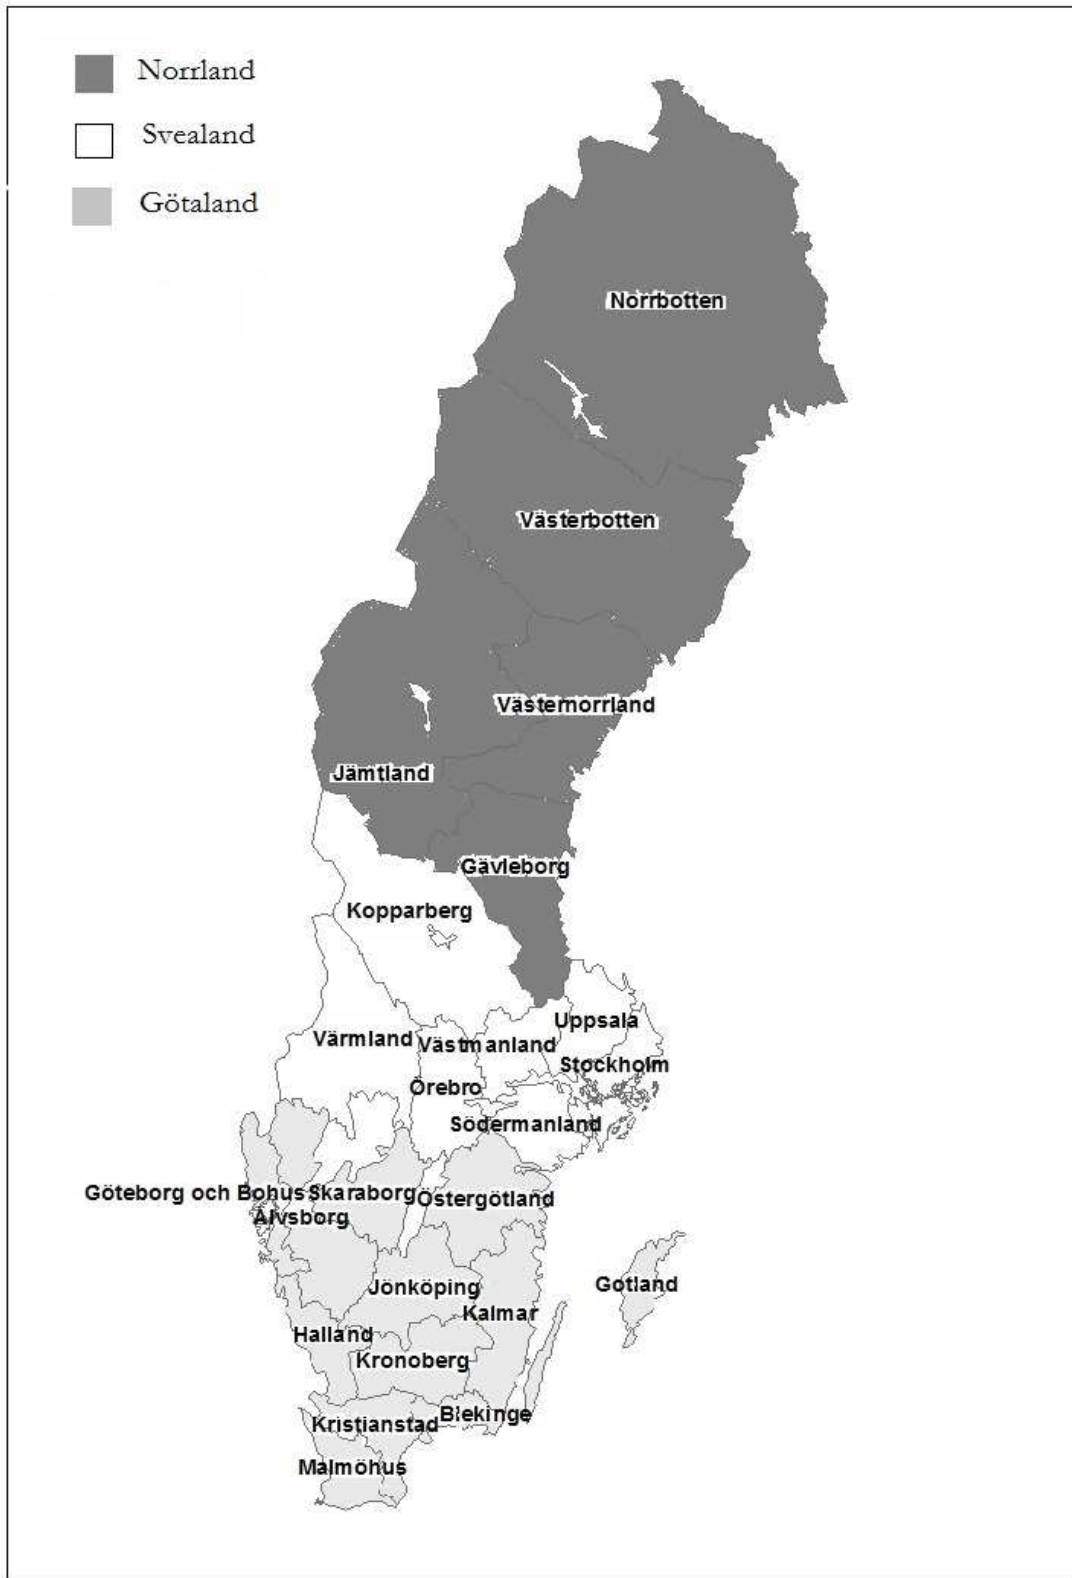 Norrland
Svealand
Götaland
Norrbotten
Västerbotten
Västernorrland
Jämtland
Gävleborg
Kopparberg
Uppsala
Värmland
Västmanland
Stockholm
Örebro
Södermanland
Göteborg och Bohus
Skaraborg
Östergötland
Älvsborg
Jönköping
Gotland
Kalmar
Halland
Kronoberg
Blekinge
Kristianstad
Malmöhus